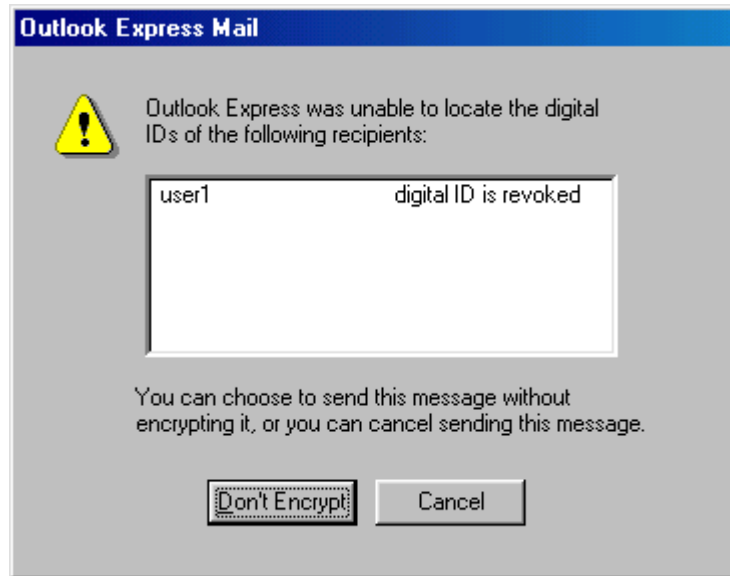 Outlook Express Mail
Outlook Express was unable to locate the digital
IDs of the following recipients:
user1 digital ID is revoked
You can choose to send this message without
encrypting it, or you can cancel sending this message.
Don't Encrypt Cancel